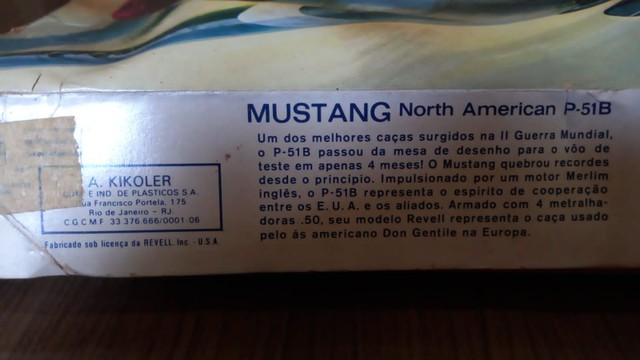 MUSTANG North American P-51B
Um dos melhores caças surgidos na II Guerra Mundial,
o P-51B passou da mesa de desenho para o vôo de
teste em apenas 4 meses! O Mustang quebrou recordes
desde o princípio. Impulsionado por um motor Merlim
inglês, o P-51B representa o espírito de cooperação
entre os E.U.A. e os aliados. Armado com 4 metralha-
doras .50, seu modelo Revell representa o caça usado
pelo ás americano Don Gentile na Europa.
A. KIKOLER
E IND. DE PLASTICOS S.A.
ua Francisco Portela, 175
Rio de Janeiro - RJ
C G C M F 33 376.666/0001-06
Fabricado sob licença da REVELL. Inc. - U.S.A.